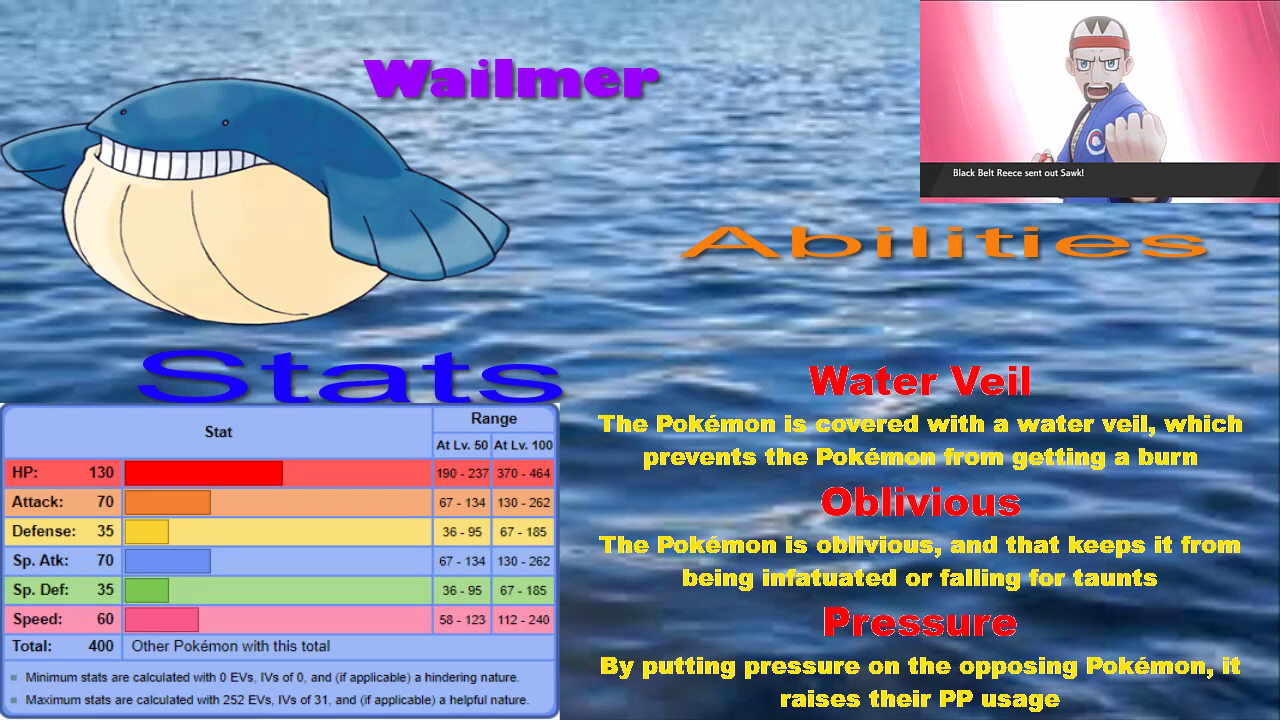 Wailmer
Black Belt Reece sent out Sawk!
Abilities
Stats
Stat
Range
At Lv. 50 At Lv. 100
HP: 130 190 - 237 370 - 464
Attack: 70 67 - 134 130 - 262
Defense: 35 36 - 95 67 - 185
Sp. Atk: 70 67 - 134 130 - 262
Sp. Def: 35 36 - 95 67 - 185
Speed: 60 58 - 123 112 - 240
Total: 400 Other Pokémon with this total
Minimum stats are calculated with 0 EVs, IVs of 0, and (if applicable) a hindering nature.
Maximum stats are calculated with 252 EVs, IVs of 31, and (if applicable) a helpful nature.
Water Veil
The Pokémon is covered with a water veil, which
prevents the Pokémon from getting a burn
Oblivious
The Pokémon is oblivious, and that keeps it from
being infatuated or falling for taunts
Pressure
By putting pressure on the opposing Pokémon, it
raises their PP usage